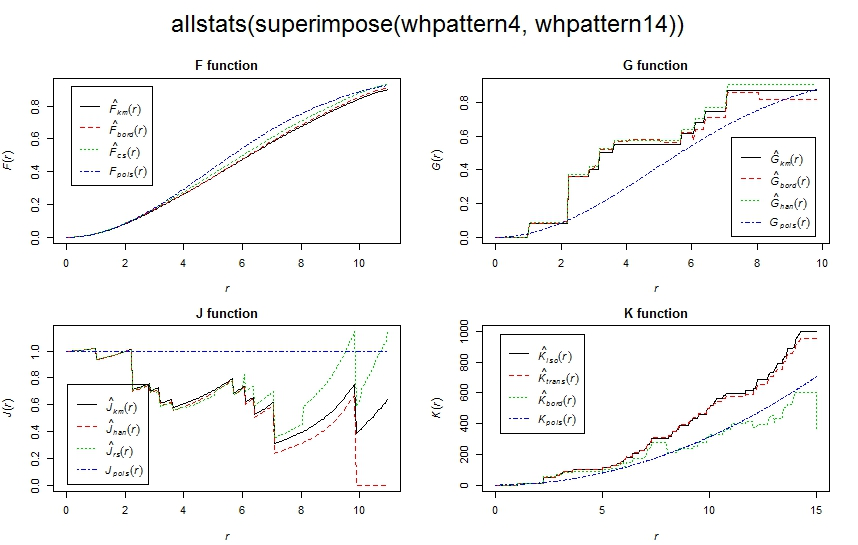 allstats(superimpose(whpattern4, whpattern14))
F function
F(r)
0.0 0.2 0.4 0.6 0.8
F̂km(r)
F̂bord(r)
F̂cs(r)
Fpois(r)
0 2 4 6 8 10
r
G function
G(r)
0.0 0.2 0.4 0.6 0.8
Ĝkm(r)
Ĝbord(r)
Ĝhan(r)
Gpois(r)
0 2 4 6 8 10
r
J function
J(r)
0.0 0.2 0.4 0.6 0.8 1.0
Ĵkm(r)
Ĵhan(r)
Ĵrs(r)
Jpois(r)
0 2 4 6 8 10
r
K function
K(r)
0 200 400 600 800 1000
K̂iso(r)
K̂trans(r)
K̂bord(r)
Kpois(r)
0 5 10 15
r